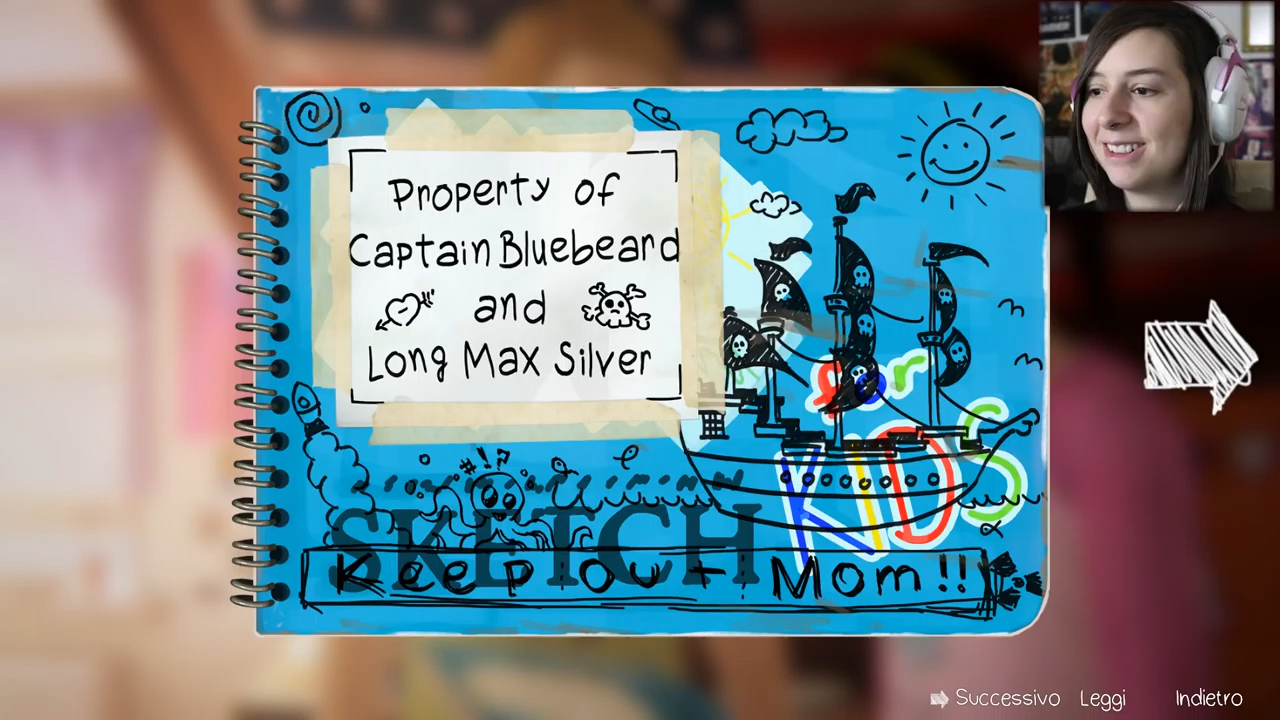 Property of
Captain Bluebeard
and
Long Max Silver
for
KIDS
SKETCH
Keep out Mom!!
Successivo Leggi Indietro